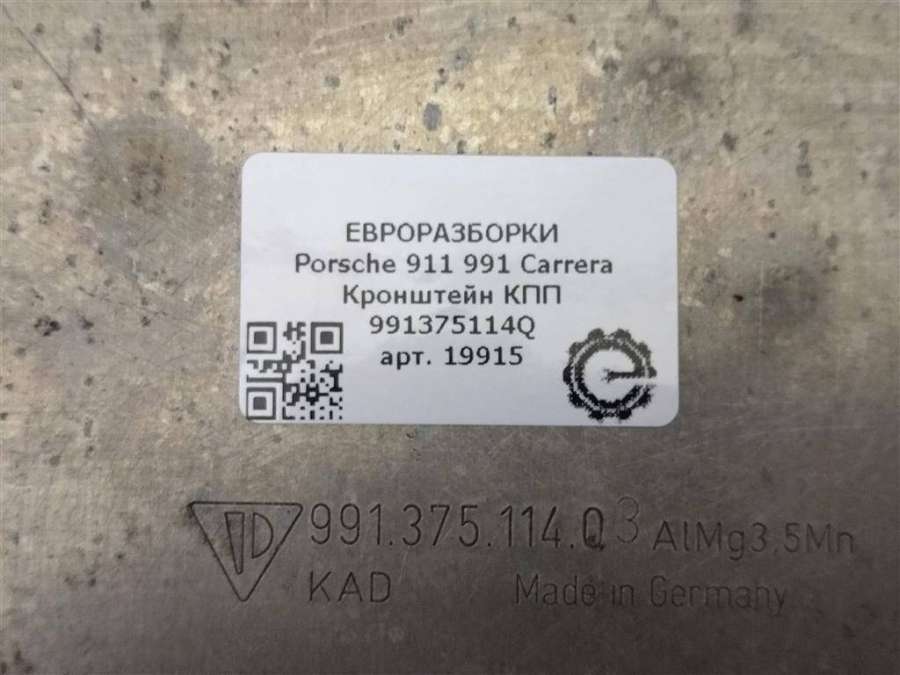 ЕВРОРАЗБОРКИ
Porsche 911 991 Carrera
Кронштейн КПП
991375114Q
арт. 19915
991.375.114.Q3 AlMg3.5Mn
KAD Made in Germany